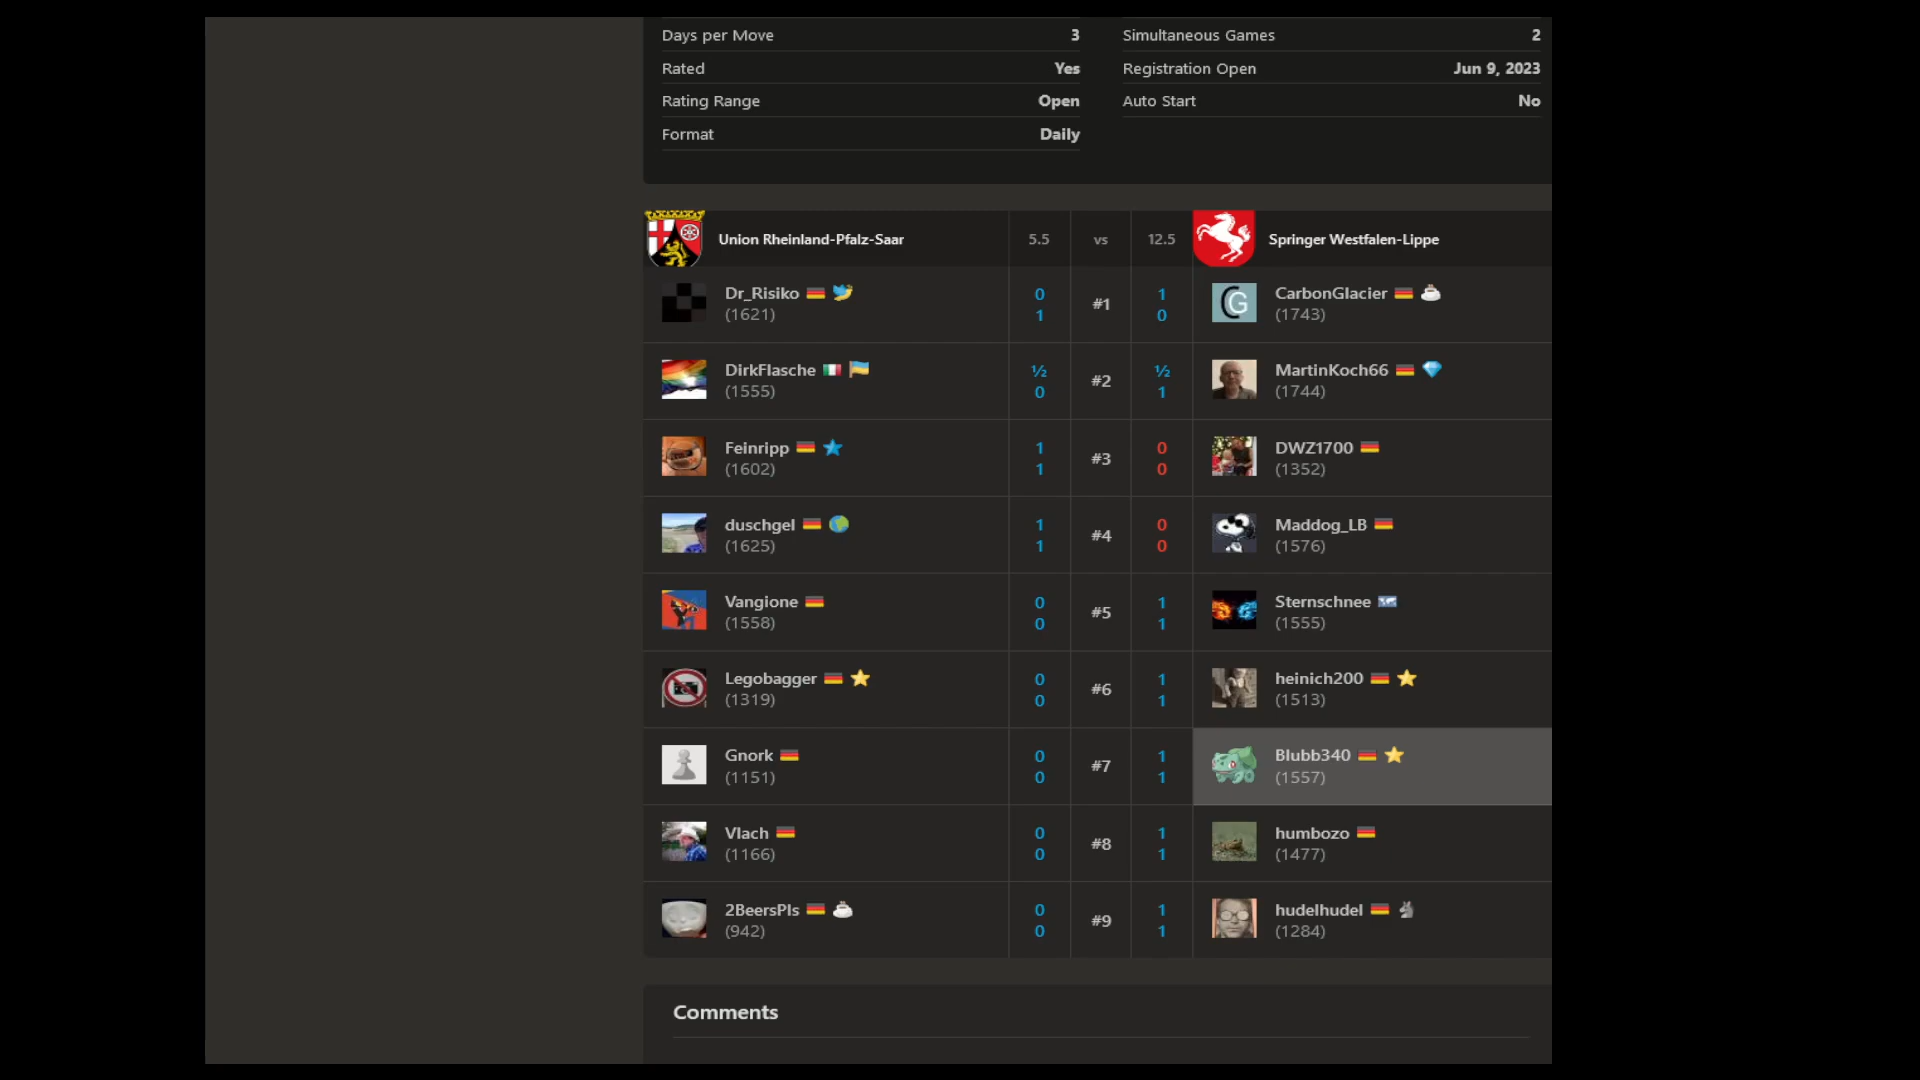 Days per Move 3 Simultaneous Games 2
Rated Yes Registration Open Jun 9, 2023
Rating Range Open Auto Start No
Format Daily
Union Rheinland-Pfalz-Saar 5.5 vs 12.5 Springer Westfalen-Lippe
Dr_Risiko 0 #1 1 CarbonGlacier
(1621) 1 0 (1743)
DirkFlasche ½ #2 ½ MartinKoch66
(1555) 0 1 (1744)
Feinripp 1 #3 0 DWZ1700
(1602) 1 0 (1352)
duschgel 1 #4 0 Maddog_LB
(1625) 1 0 (1576)
Vangione 0 #5 1 Sternschnee
(1558) 0 1 (1555)
Legobagger 0 #6 1 heinich200
(1319) 0 1 (1513)
Gnork 0 #7 1 Blubb340
(1151) 0 1 (1557)
Vlach 0 #8 1 humbozo
(1166) 0 1 (1477)
2BeersPls 0 #9 1 hudelhudel
(942) 0 1 (1284)
Comments